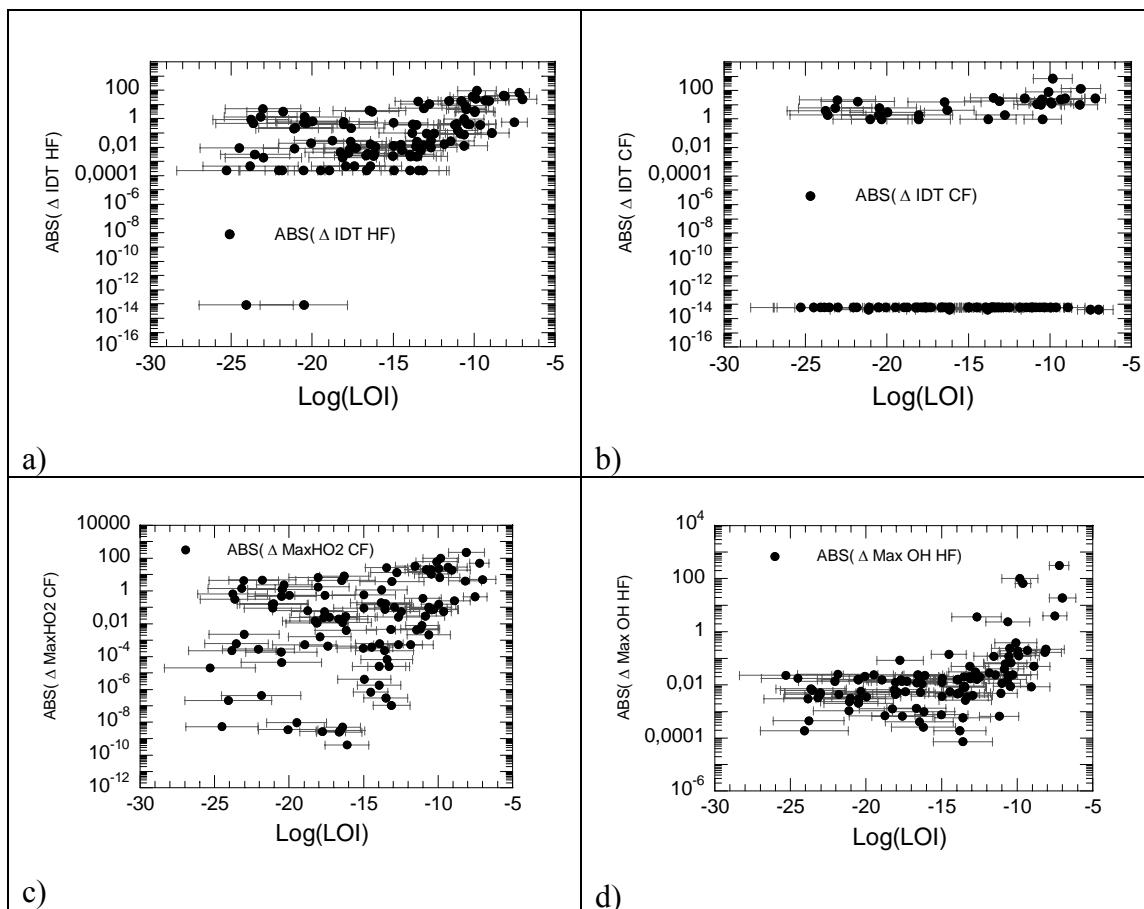 100
1
0,01
0,0001
10^-6
10^-8
10^-10
10^-12
10^-14
10^-16
ABS( Δ IDT HF)
ABS( Δ IDT HF)
-30 -25 -20 -15 -10 -5
Log(LOI)
a)
100
1
0,01
0,0001
10^-6
10^-8
10^-10
10^-12
10^-14
10^-16
ABS( Δ IDT CF)
ABS( Δ IDT CF)
-30 -25 -20 -15 -10 -5
Log(LOI)
b)
10000
100
1
0,01
10^-4
10^-6
10^-8
10^-10
10^-12
ABS( Δ MaxHO2 CF)
ABS( Δ MaxHO2 CF)
-30 -25 -20 -15 -10 -5
Log(LOI)
c)
10^4
100
1
0,01
0,0001
10^-6
ABS( Δ Max OH HF)
ABS( Δ Max OH HF)
-30 -25 -20 -15 -10 -5
Log(LOI)
d)